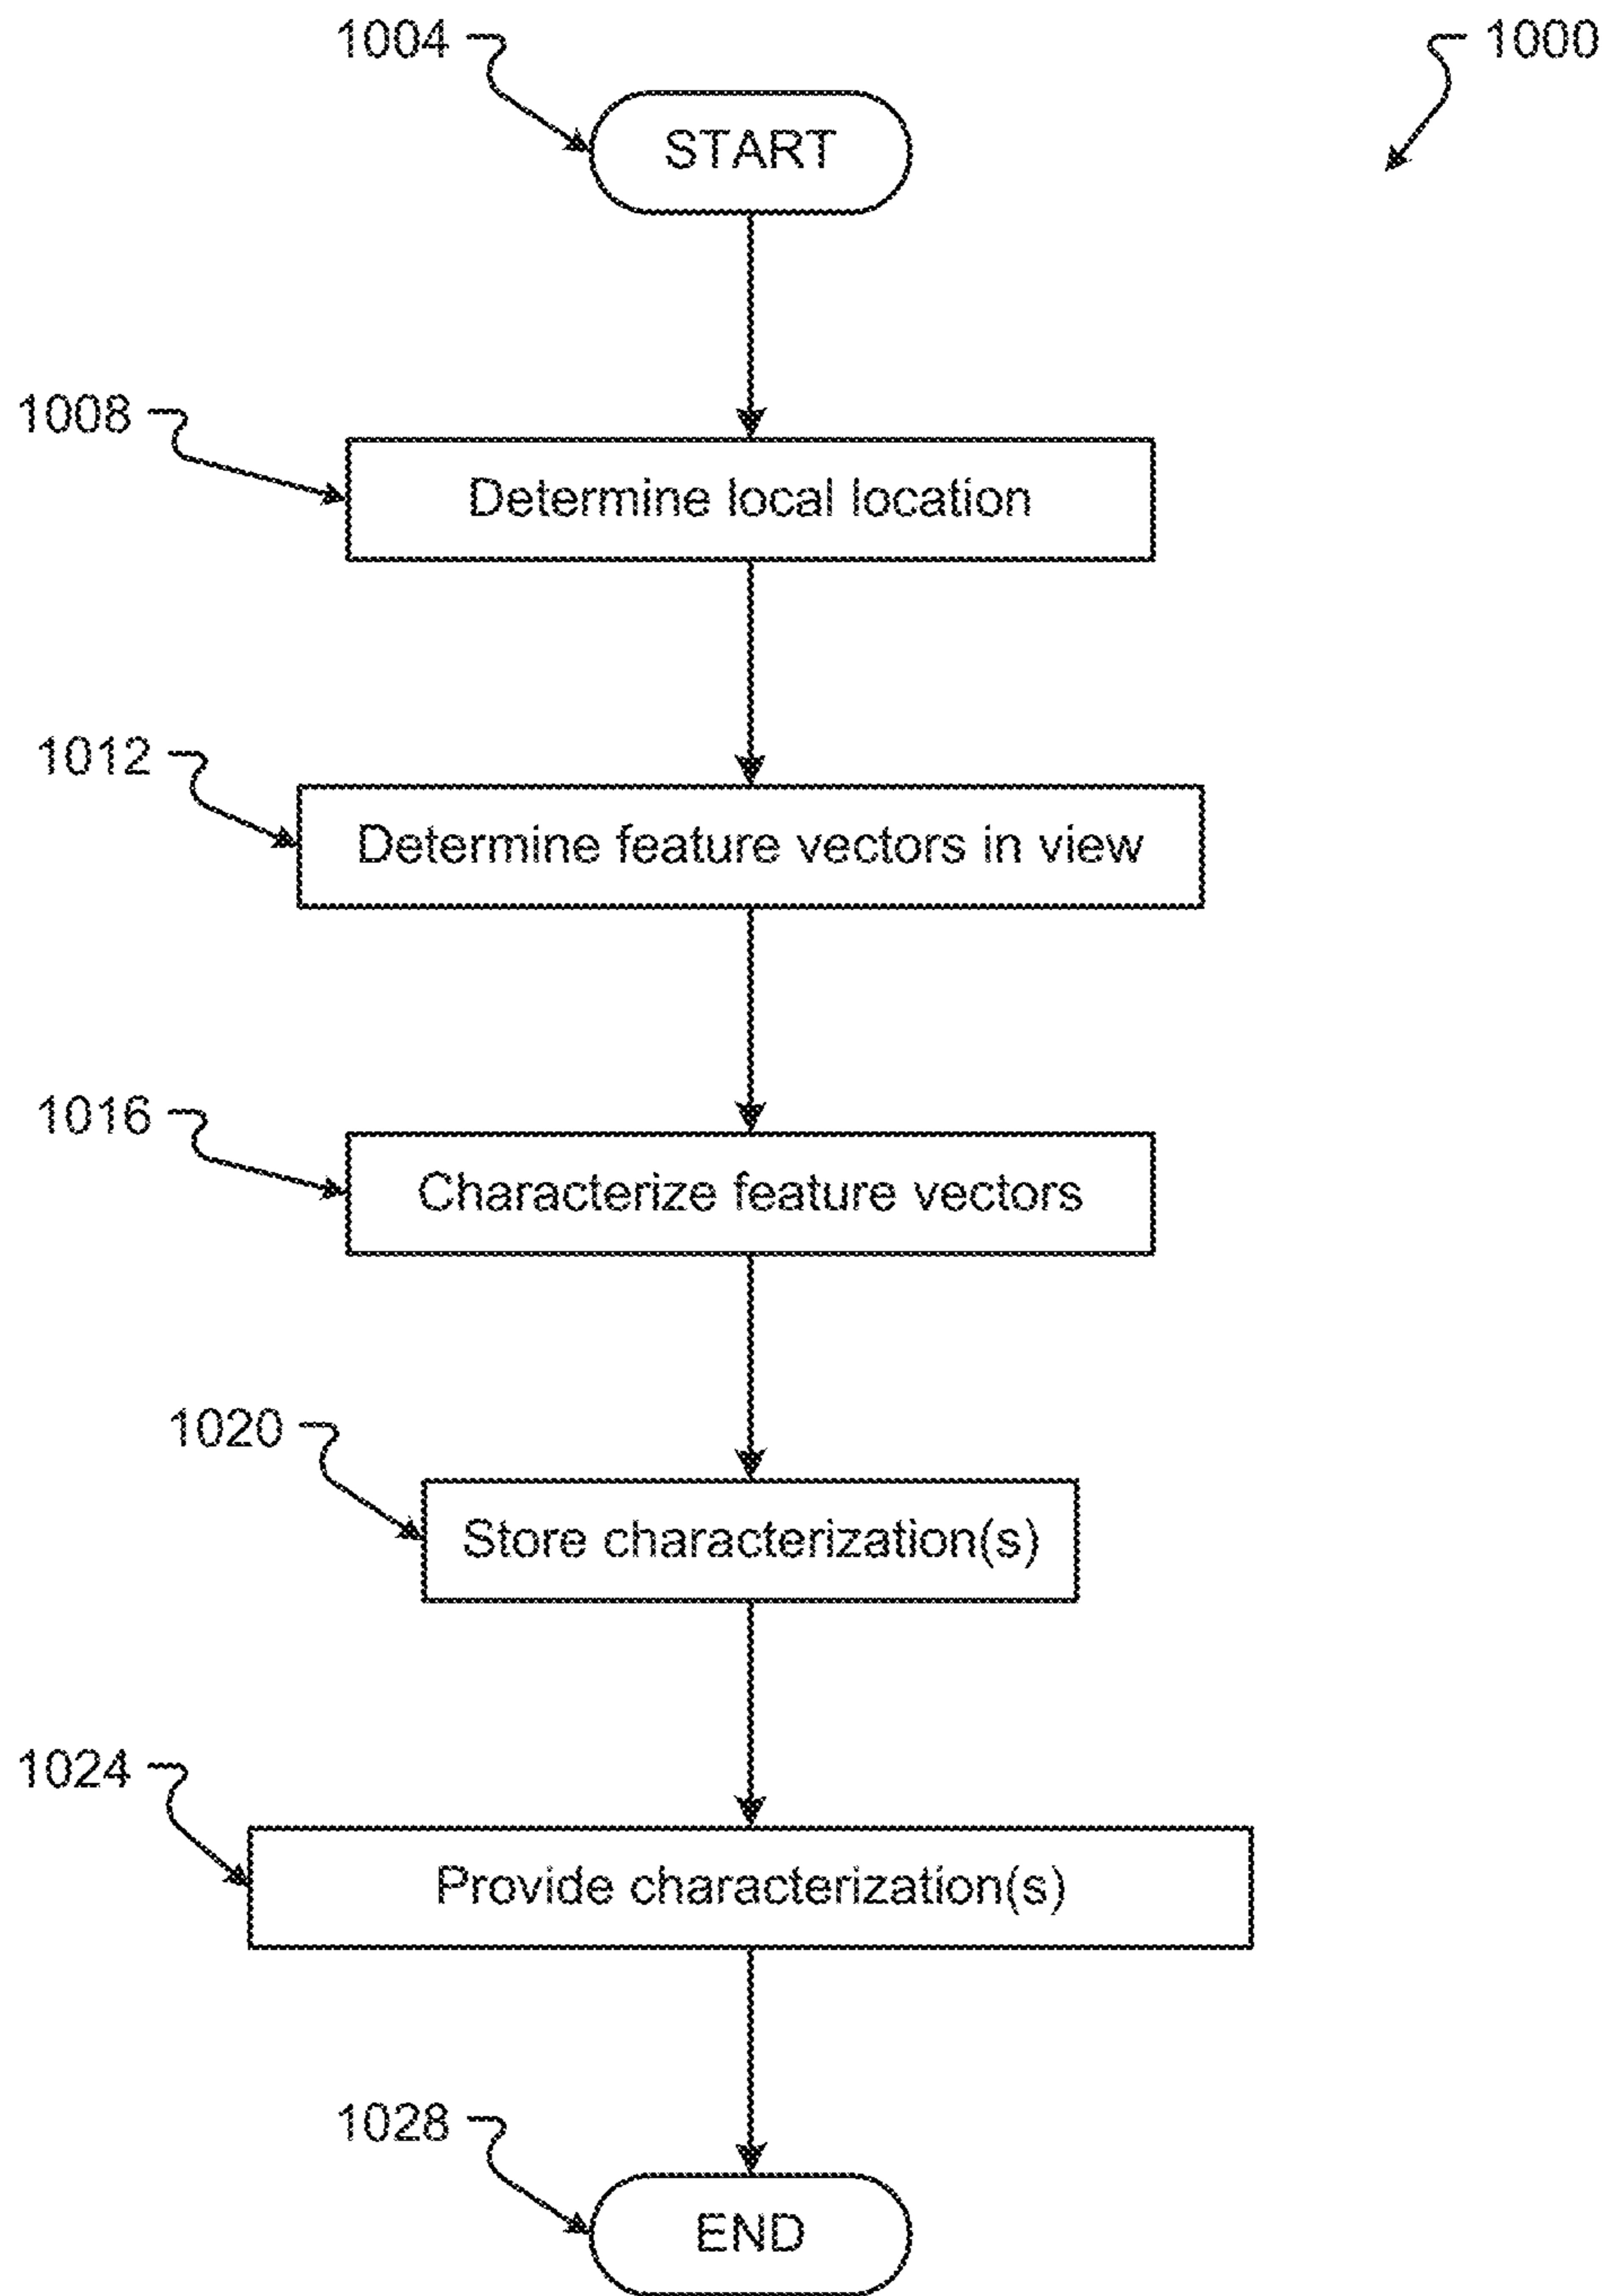 1004
1000
START
1008
Determine local location
1012
Determine feature vectors in view
1016
Characterize feature vectors
1020
Store characterization(s)
1024
Provide characterization(s)
1028
END